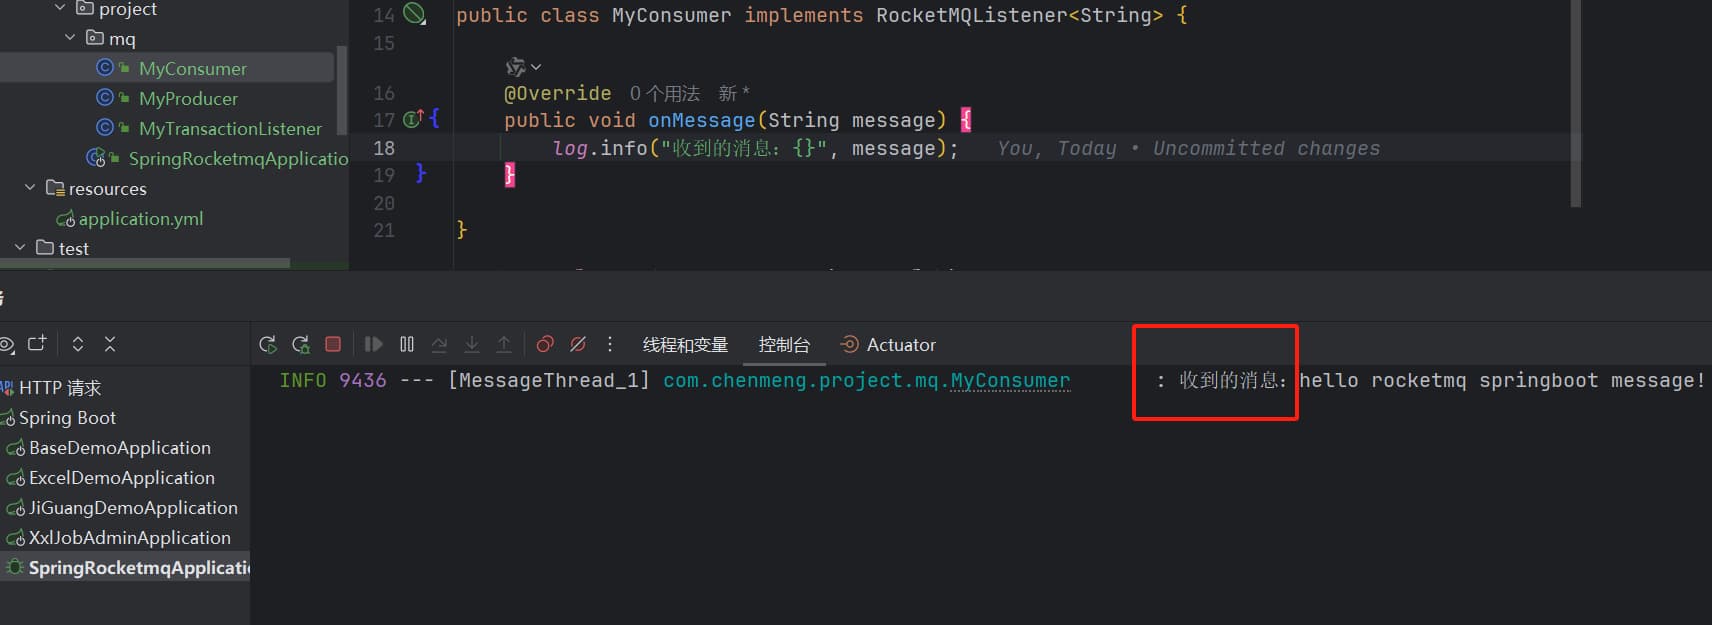 project
mq
MyConsumer
MyProducer
MyTransactionListener
SpringRocketmqApplicatio
resources
application.yml
test
14 public class MyConsumer implements RocketMQListener<String> {
15
16 @Override 0 个用法 新 *
17 { public void onMessage(String message) {
18 log.info("收到的消息：{}", message); You, Today • Uncommitted changes
19 } }
20
21 }
线程和变量 控制台 Actuator
INFO 9436 --- [MessageThread_1] com.chenmeng.project.mq.MyConsumer : 收到的消息：hello rocketmq springboot message!
API HTTP 请求
Spring Boot
BaseDemoApplication
ExcelDemoApplication
JiGuangDemoApplication
XxlJobAdminApplication
SpringRocketmqApplicati